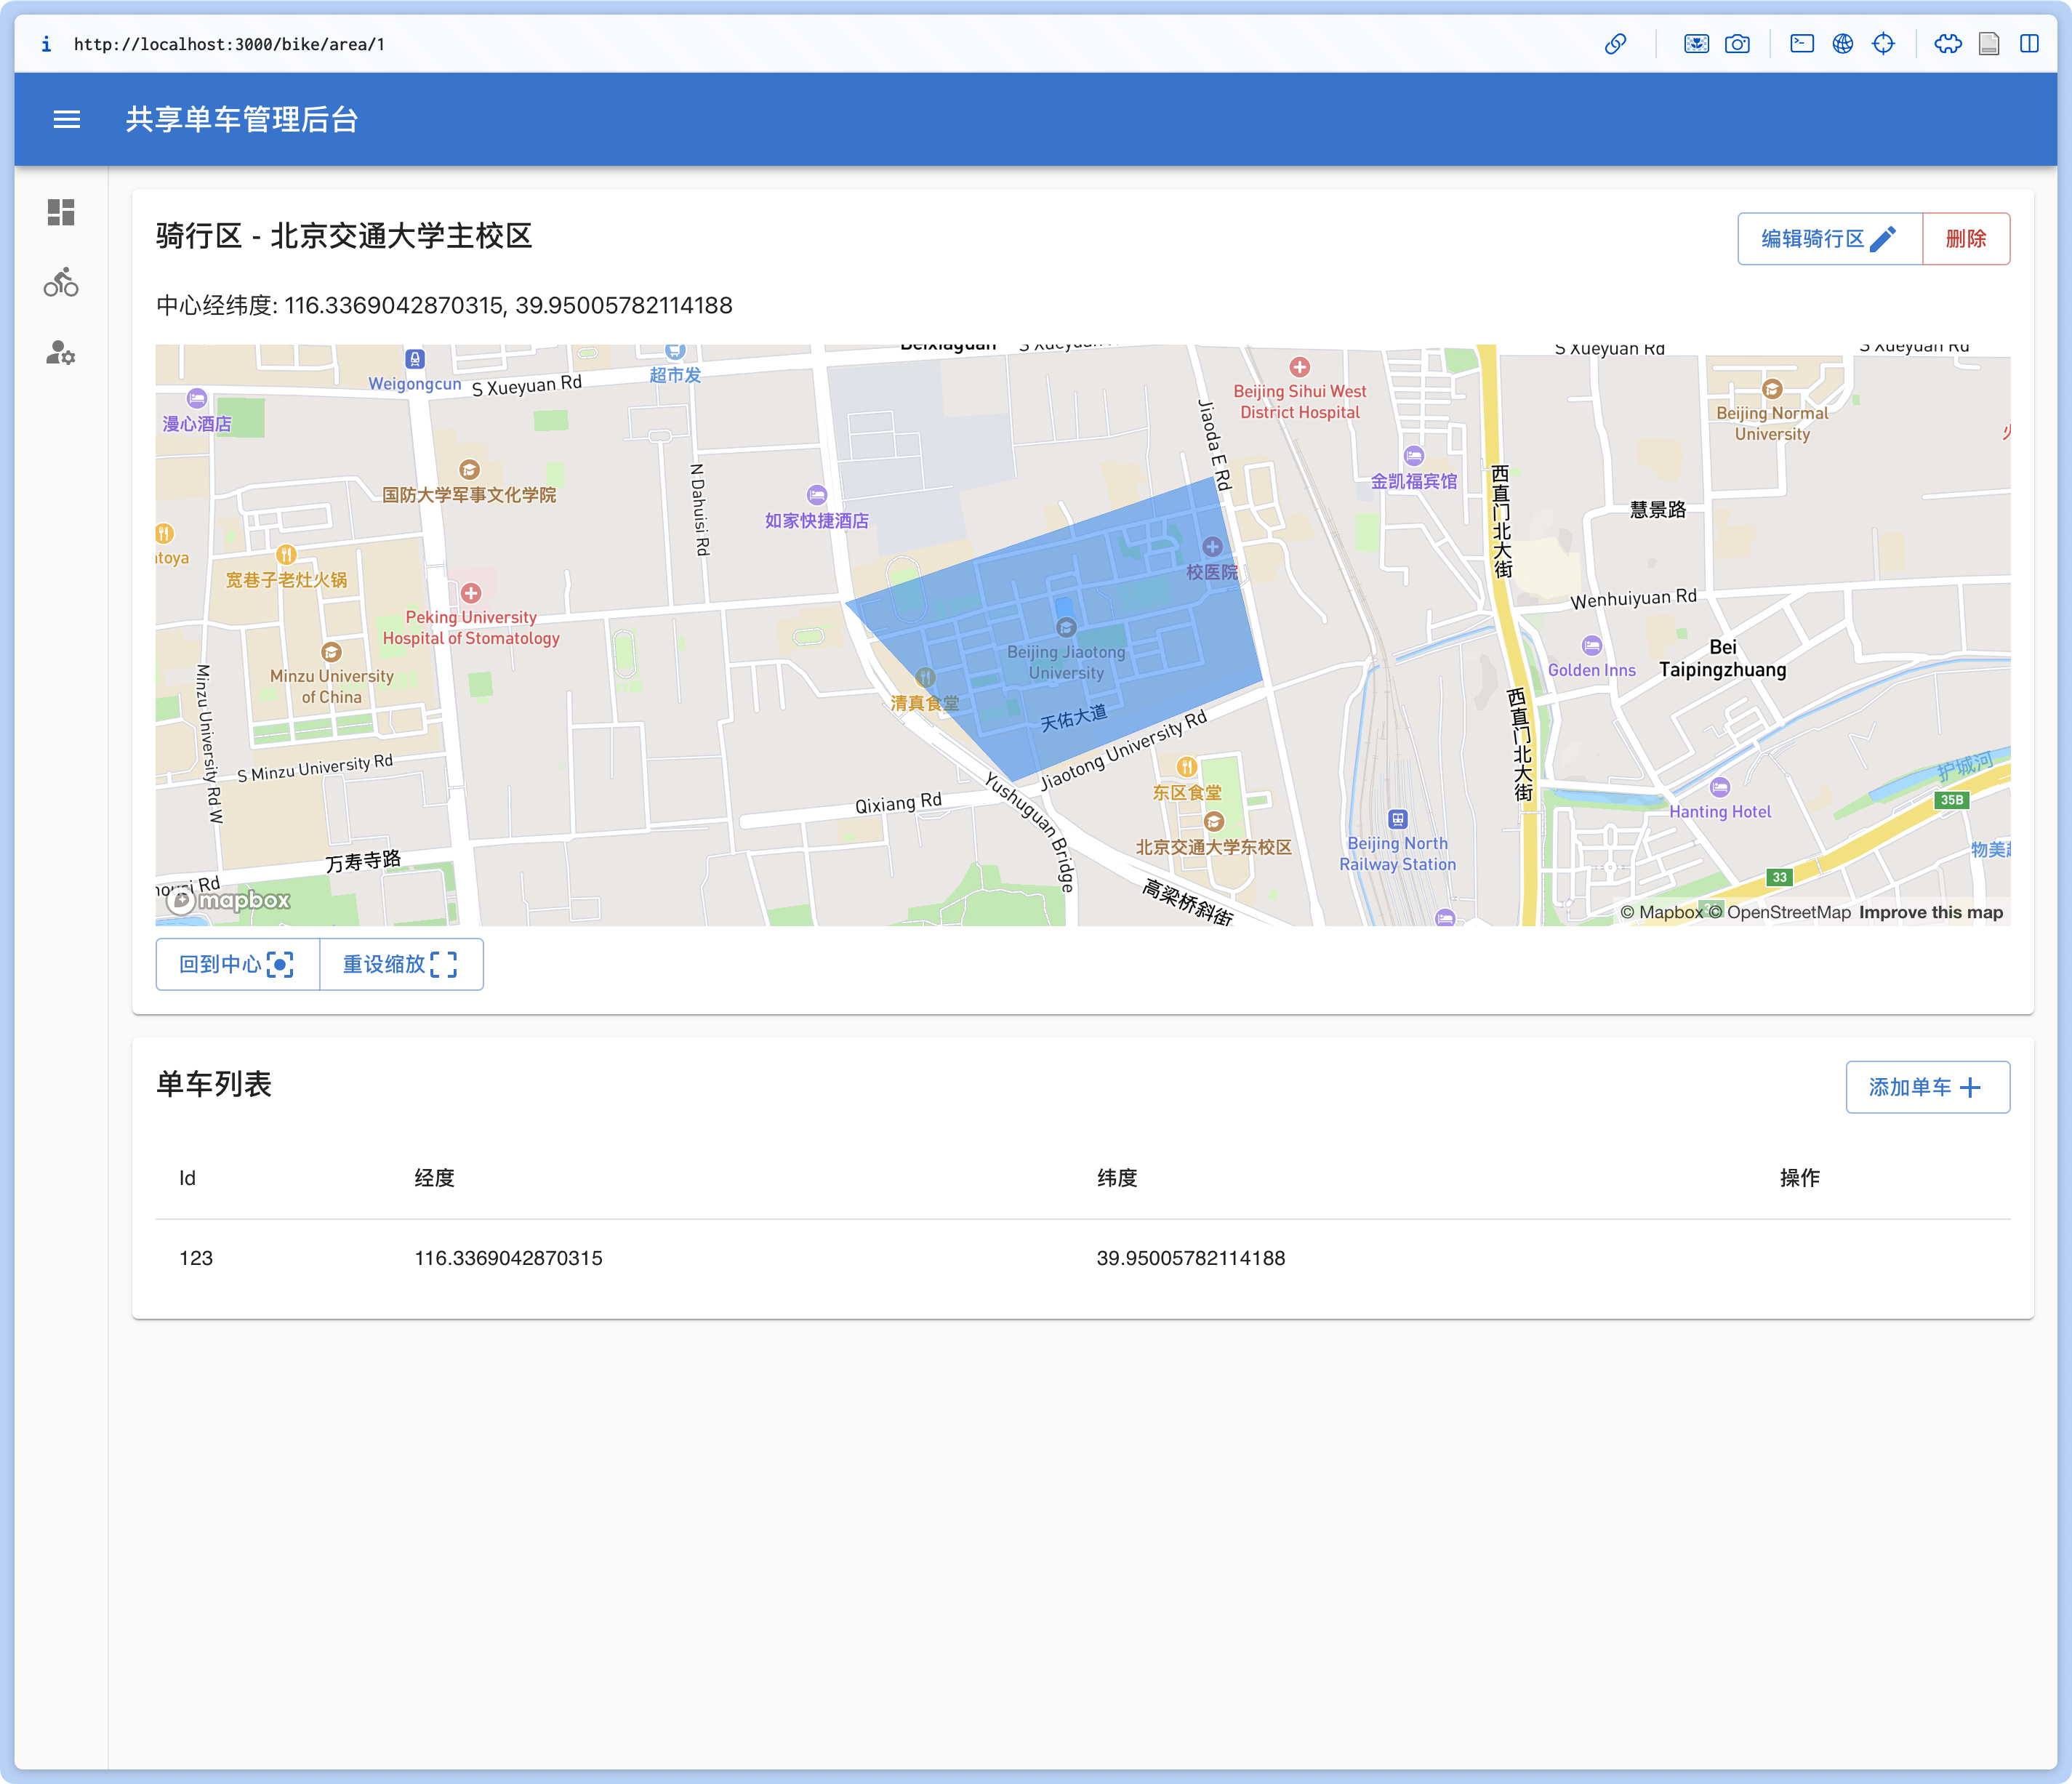 http://localhost:3000/bike/area/1
共享单车管理后台
骑行区 - 北京交通大学主校区
编辑骑行区
删除
中心经纬度: 116.3369042870315, 39.95005782114188
Beixiaguan
S Xueyuan Rd
S Xueyuan Rd
Weigongcun
S Xueyuan Rd
超市发
漫心酒店
Jiaoda E Rd
Beijing Sihui West
District Hospital
Beijing Normal
University
国防大学军事文化学院
N Dahuisi Rd
如家快捷酒店
金凯福宾馆
西直门北大街
慧景路
宽巷子老灶火锅
校医院
Peking University
Hospital of Stomatology
Wenhuiyuan Rd
Beijing Jiaotong
University
Bei
Taipingzhuang
Golden Inns
Minzu University
of China
Minzu University Rd W
清真食堂
天佑大道
Jiaotong University Rd
西直门北大街
S Minzu University Rd
护城河
Yushuguan Bridge
Qixiang Rd
东区食堂
35B
Hanting Hotel
北京交通大学东校区
Beijing North
Railway Station
万寿寺路
33
高梁桥斜街
mapbox
© Mapbox © OpenStreetMap Improve this map
回到中心
重设缩放
单车列表
添加单车
Id 经度 纬度 操作
123 116.3369042870315 39.95005782114188